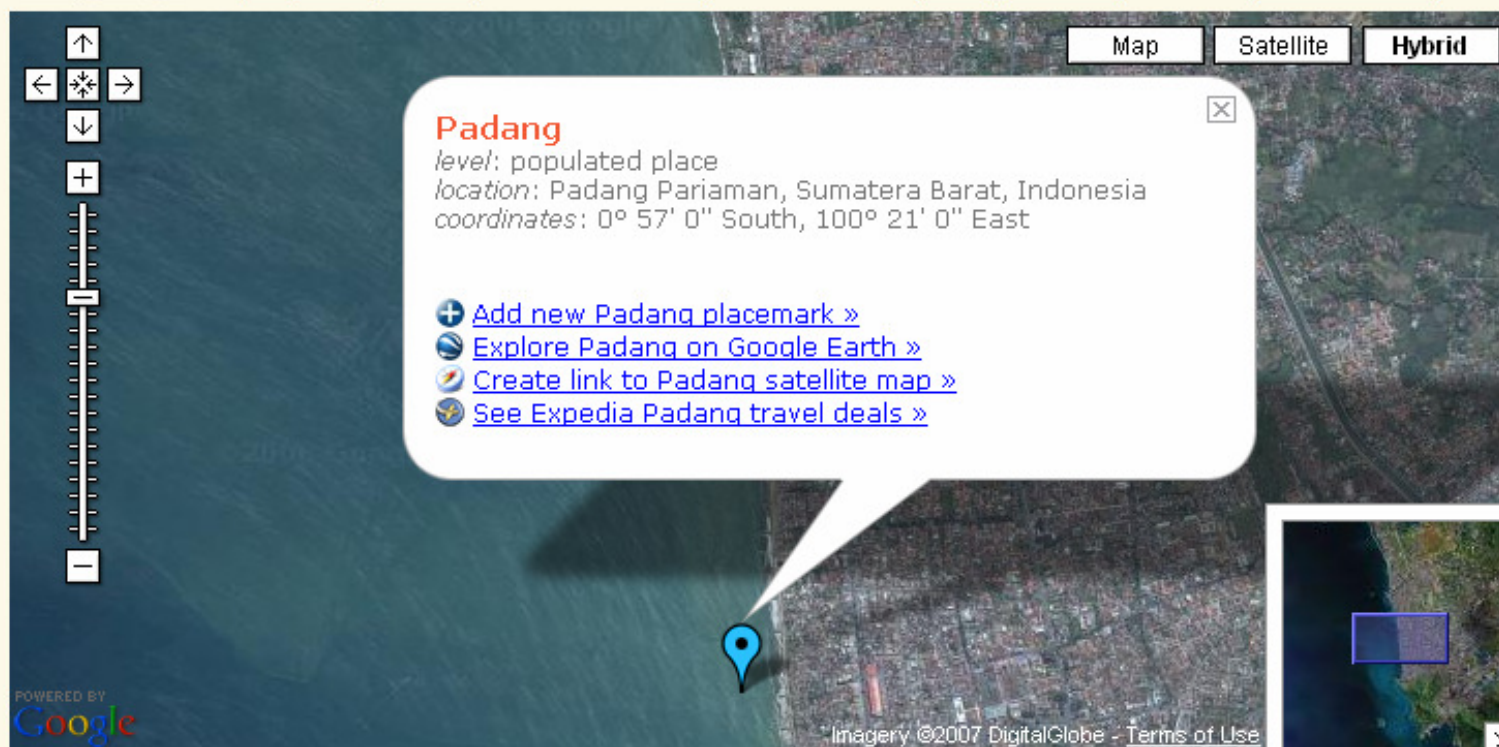 Map Satellite Hybrid
Padang
level: populated place
location: Padang Pariaman, Sumatera Barat, Indonesia
coordinates: 0º 57' 0" South, 100º 21' 0" East
Add new Padang placemark »
Explore Padang on Google Earth »
Create link to Padang satellite map »
See Expedia Padang travel deals »
POWERED BY
Google
Imagery ©2007 DigitalGlobe - Terms of Use